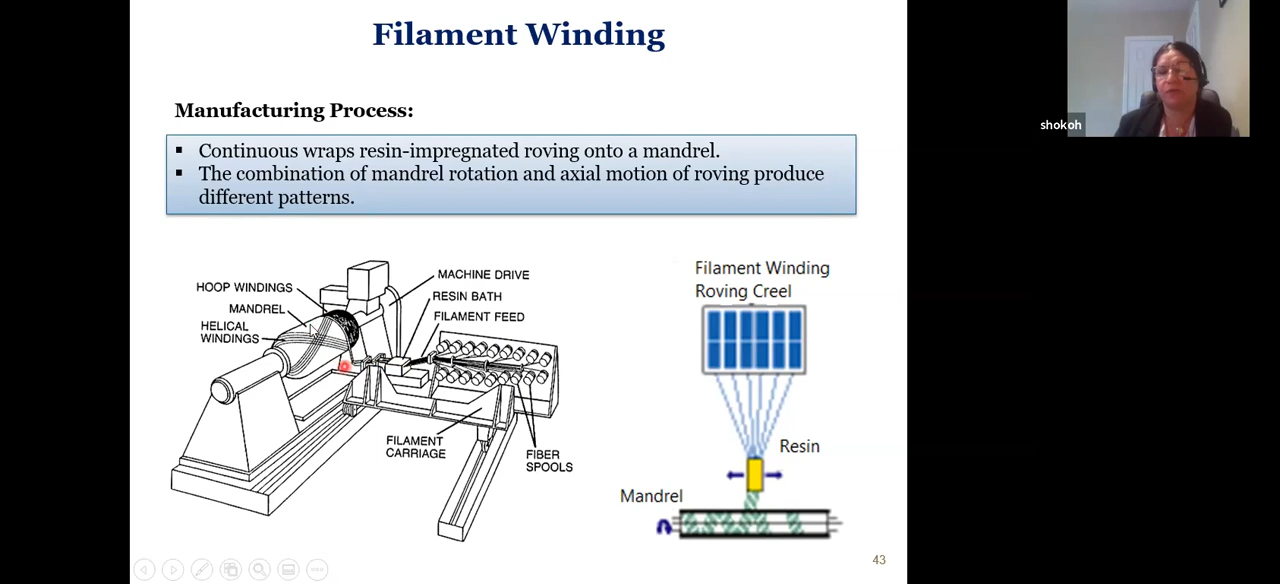 Filament Winding
shokoh
Manufacturing Process:
▪ Continuous wraps resin-impregnated roving onto a mandrel.
▪ The combination of mandrel rotation and axial motion of roving produce
different patterns.
HOOP WINDINGS
MANDREL
HELICAL
WINDINGS
MACHINE DRIVE
RESIN BATH
FILAMENT FEED
FILAMENT
CARRIAGE
FIBER
SPOOLS
Filament Winding
Roving Creel
Resin
Mandrel
43